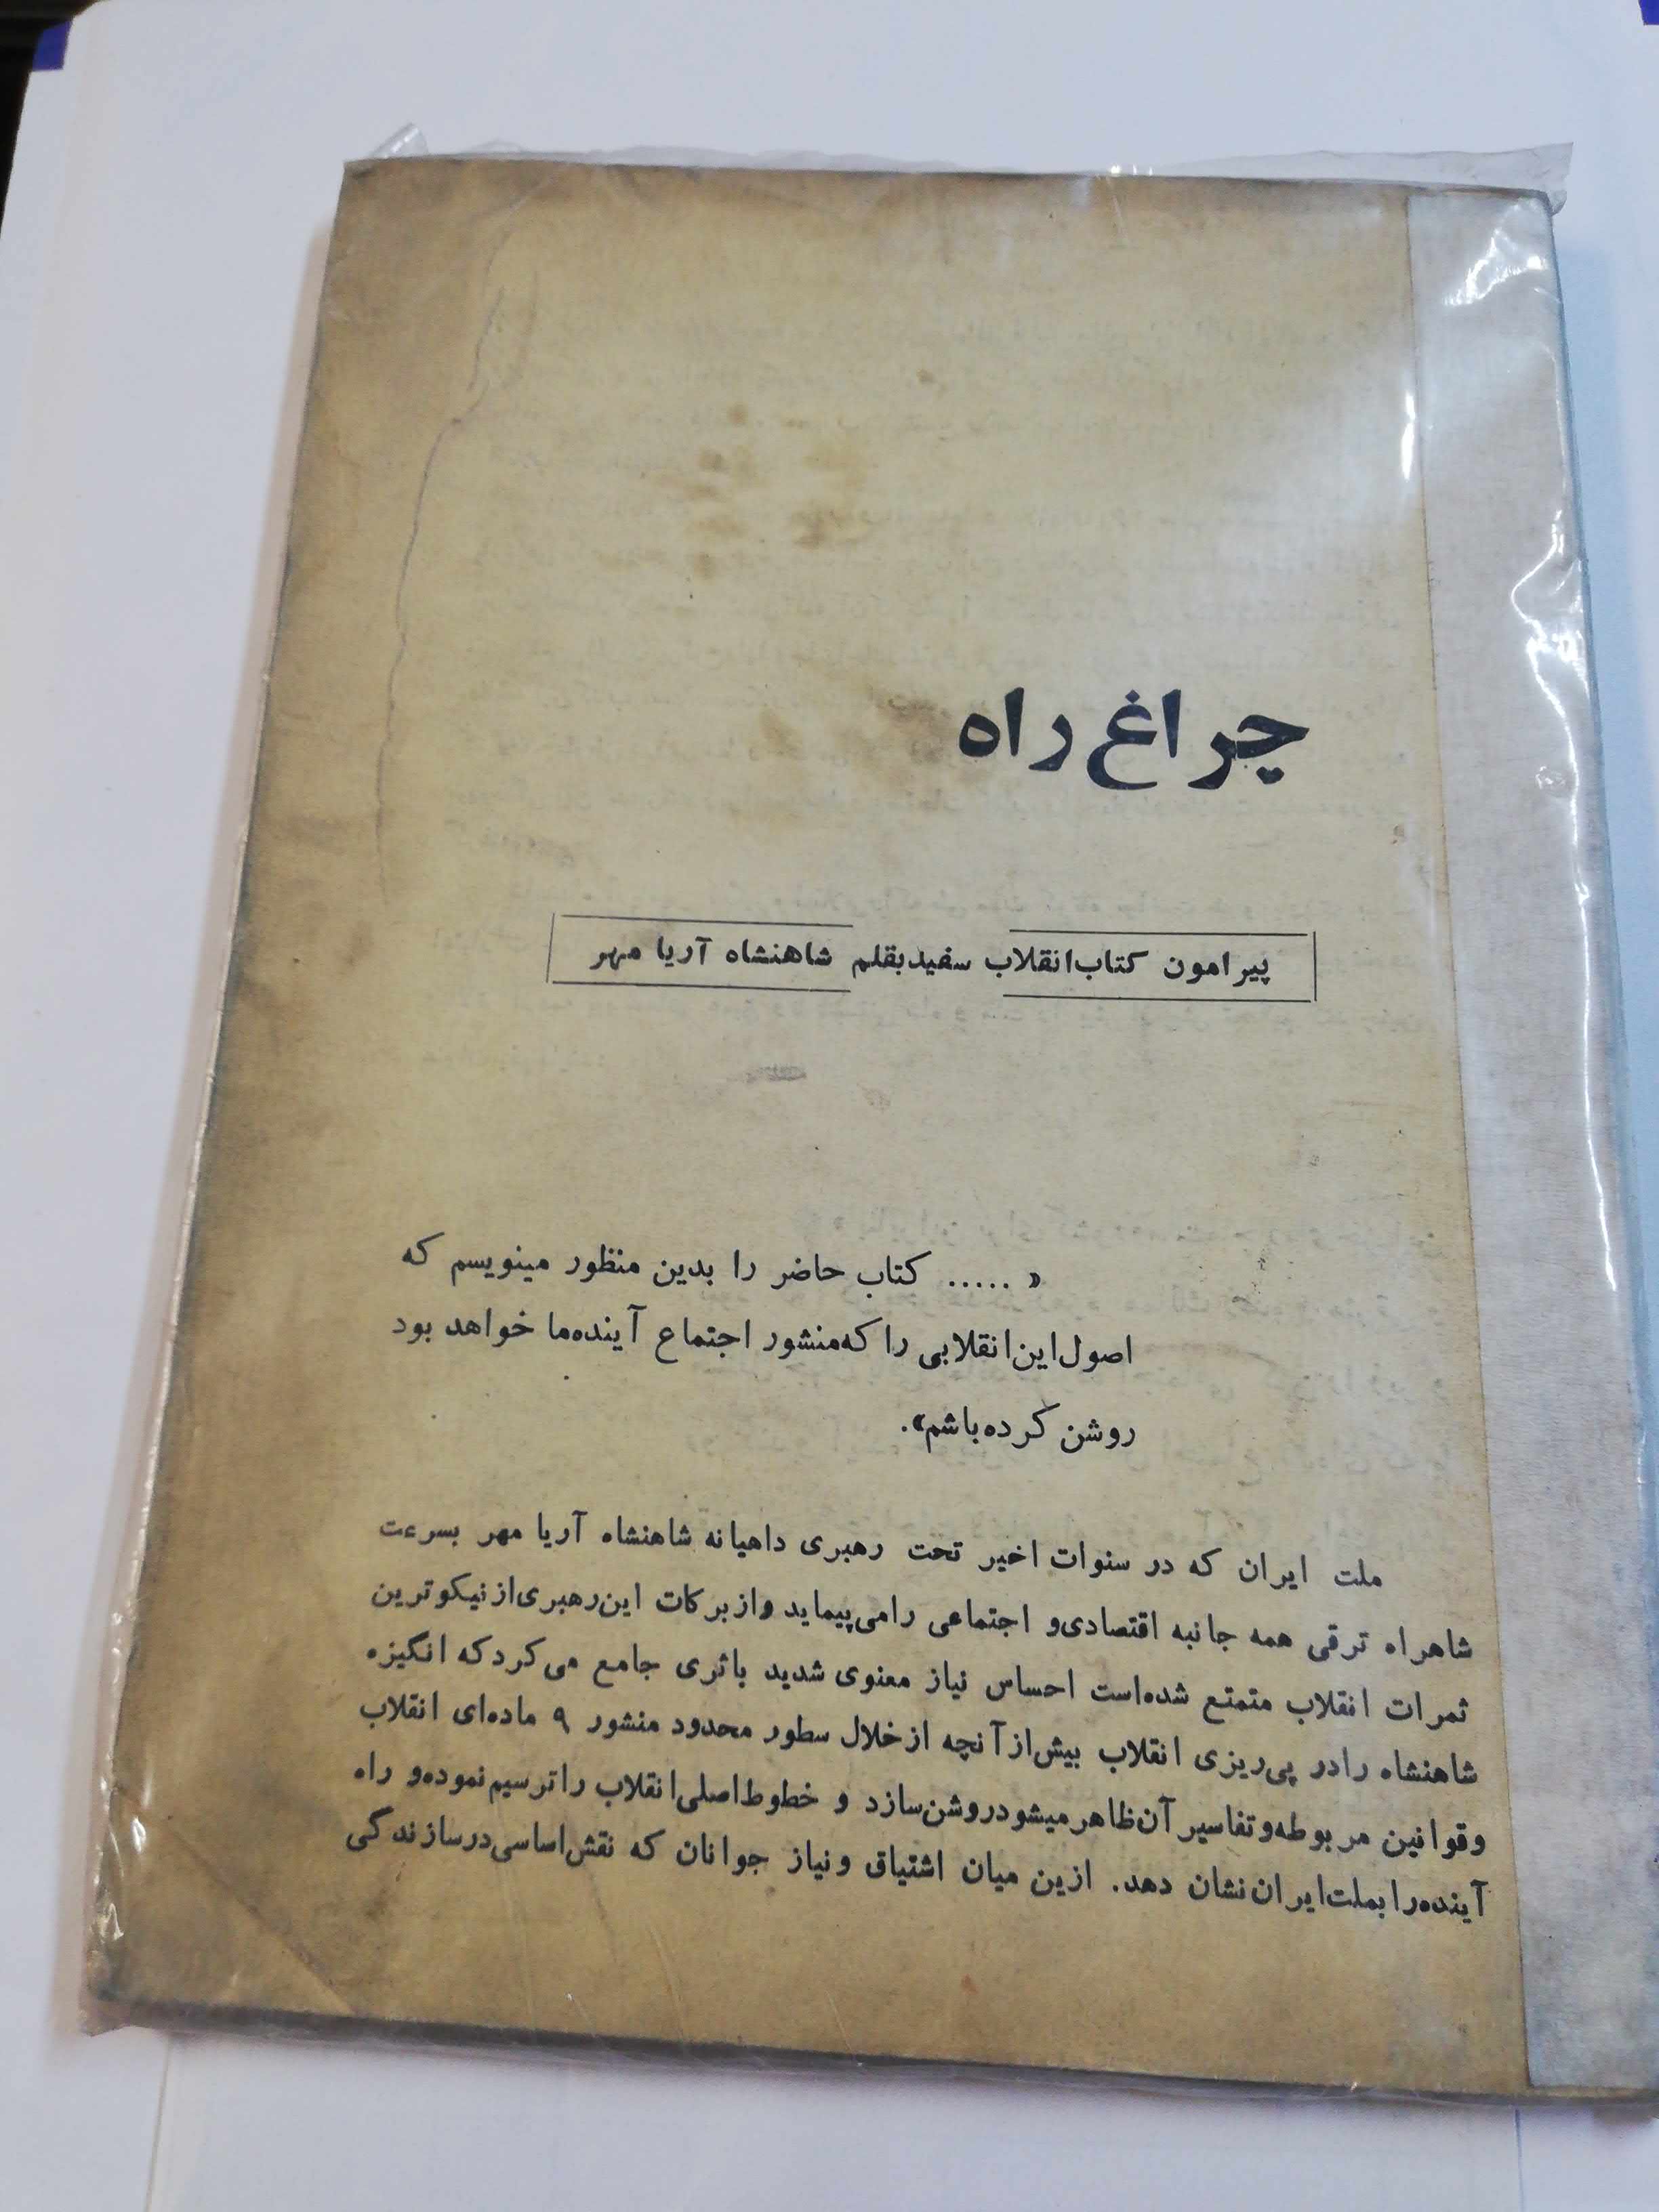 چراغ راه
پیرامون کتاب انقلاب سفید بقلم شاهنشاه آریا مهر
« ..... کتاب حاضر را بدین منظور مینویسم که
اصول این انقلابی را که منشور اجتماع آینده ما خواهد بود
روشن کرده باشم».
ملت ایران که در سنوات اخیر تحت رهبری داهیانه شاهنشاه آریا مهر بسرعت
شاهراه ترقی همه جانبه اقتصادی و اجتماعی را می‌پیماید و از برکات این رهبری از نیکوترین
ثمرات انقلاب متمتع شده است احساس نیاز معنوی شدید باثری جامع می‌کرد که انگیزه
شاهنشاه را در پی‌ریزی انقلاب بیش از آنچه از خلال سطور محدود منشور ۹ ماده‌ای انقلاب
و قوانین مربوطه و تفاسیر آن ظاهر میشود روشن سازد و خطوط اصلی انقلاب را ترسیم نموده و راه
آینده را بملت ایران نشان دهد. ازین میان اشتیاق و نیاز جوانان که نقش اساسی در سازندگی